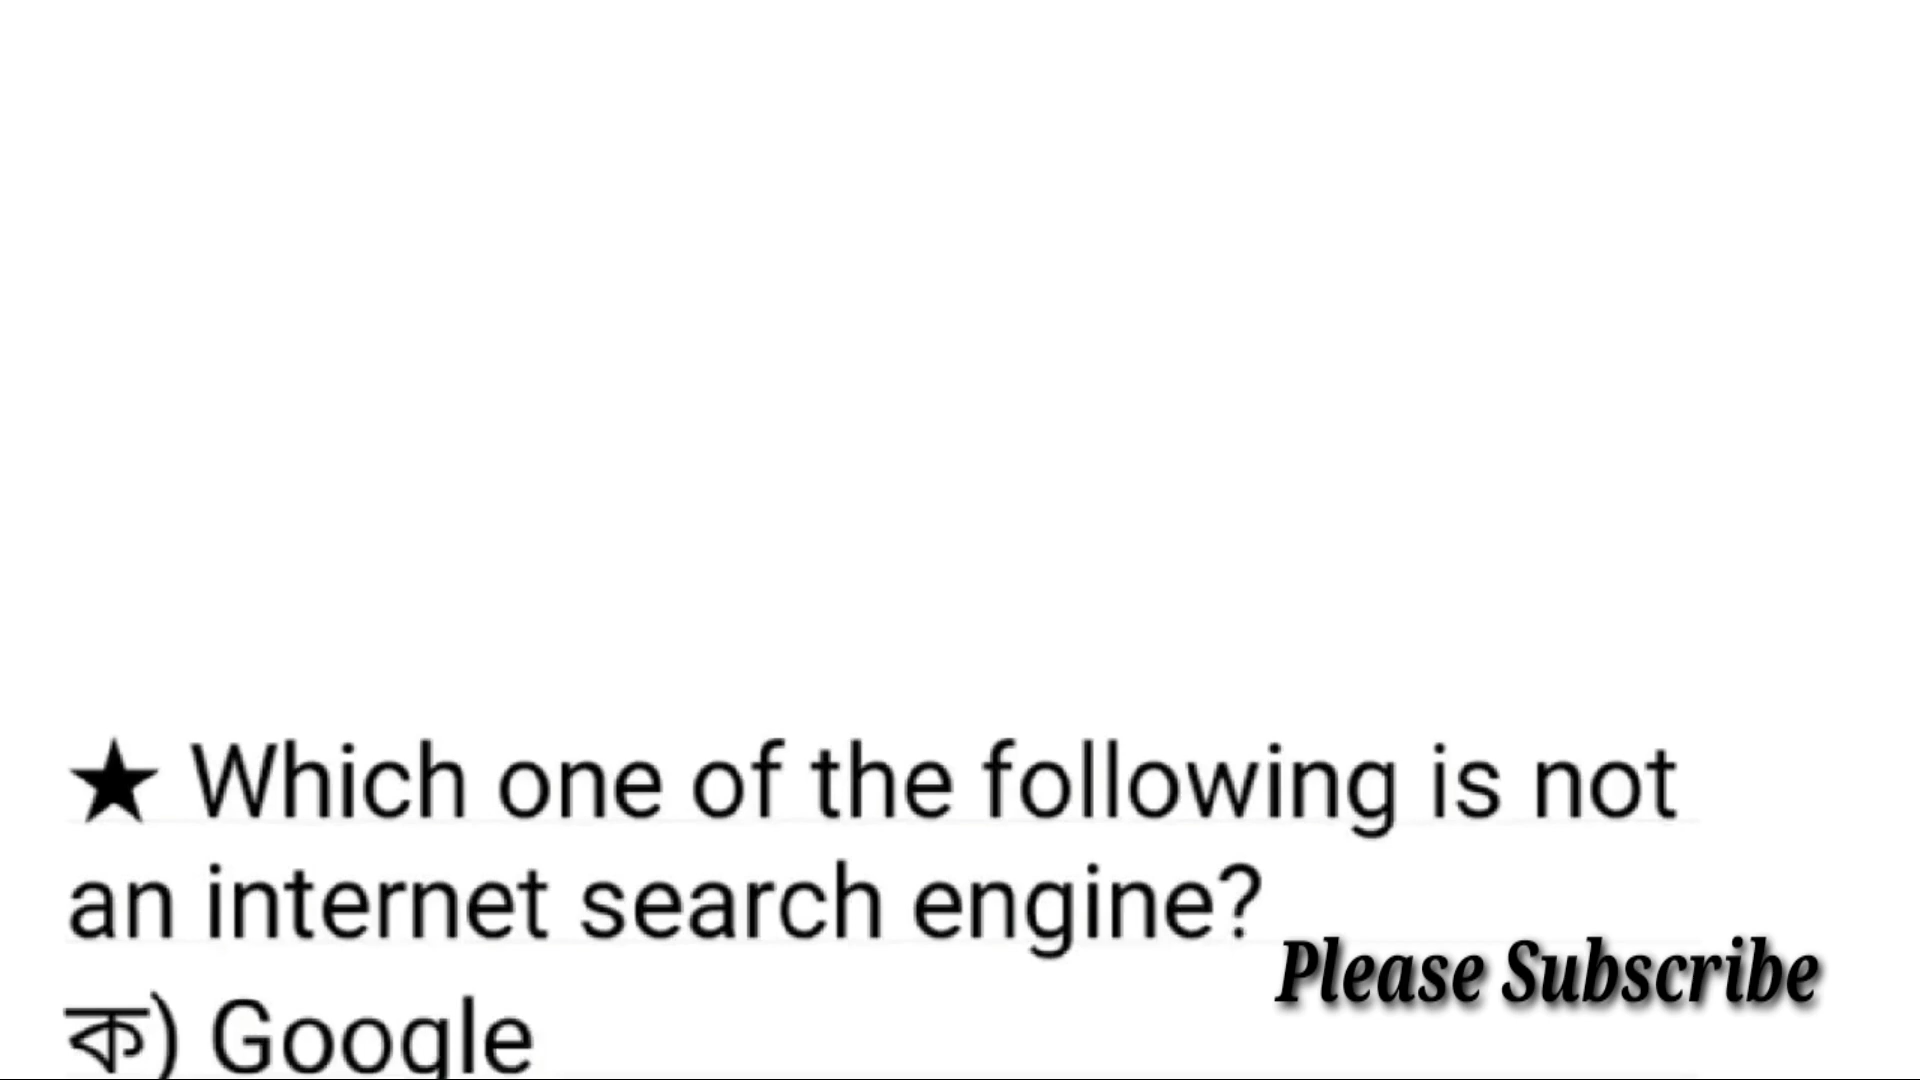 ★ Which one of the following is not
an internet search engine?
Please Subscribe
ক) Google